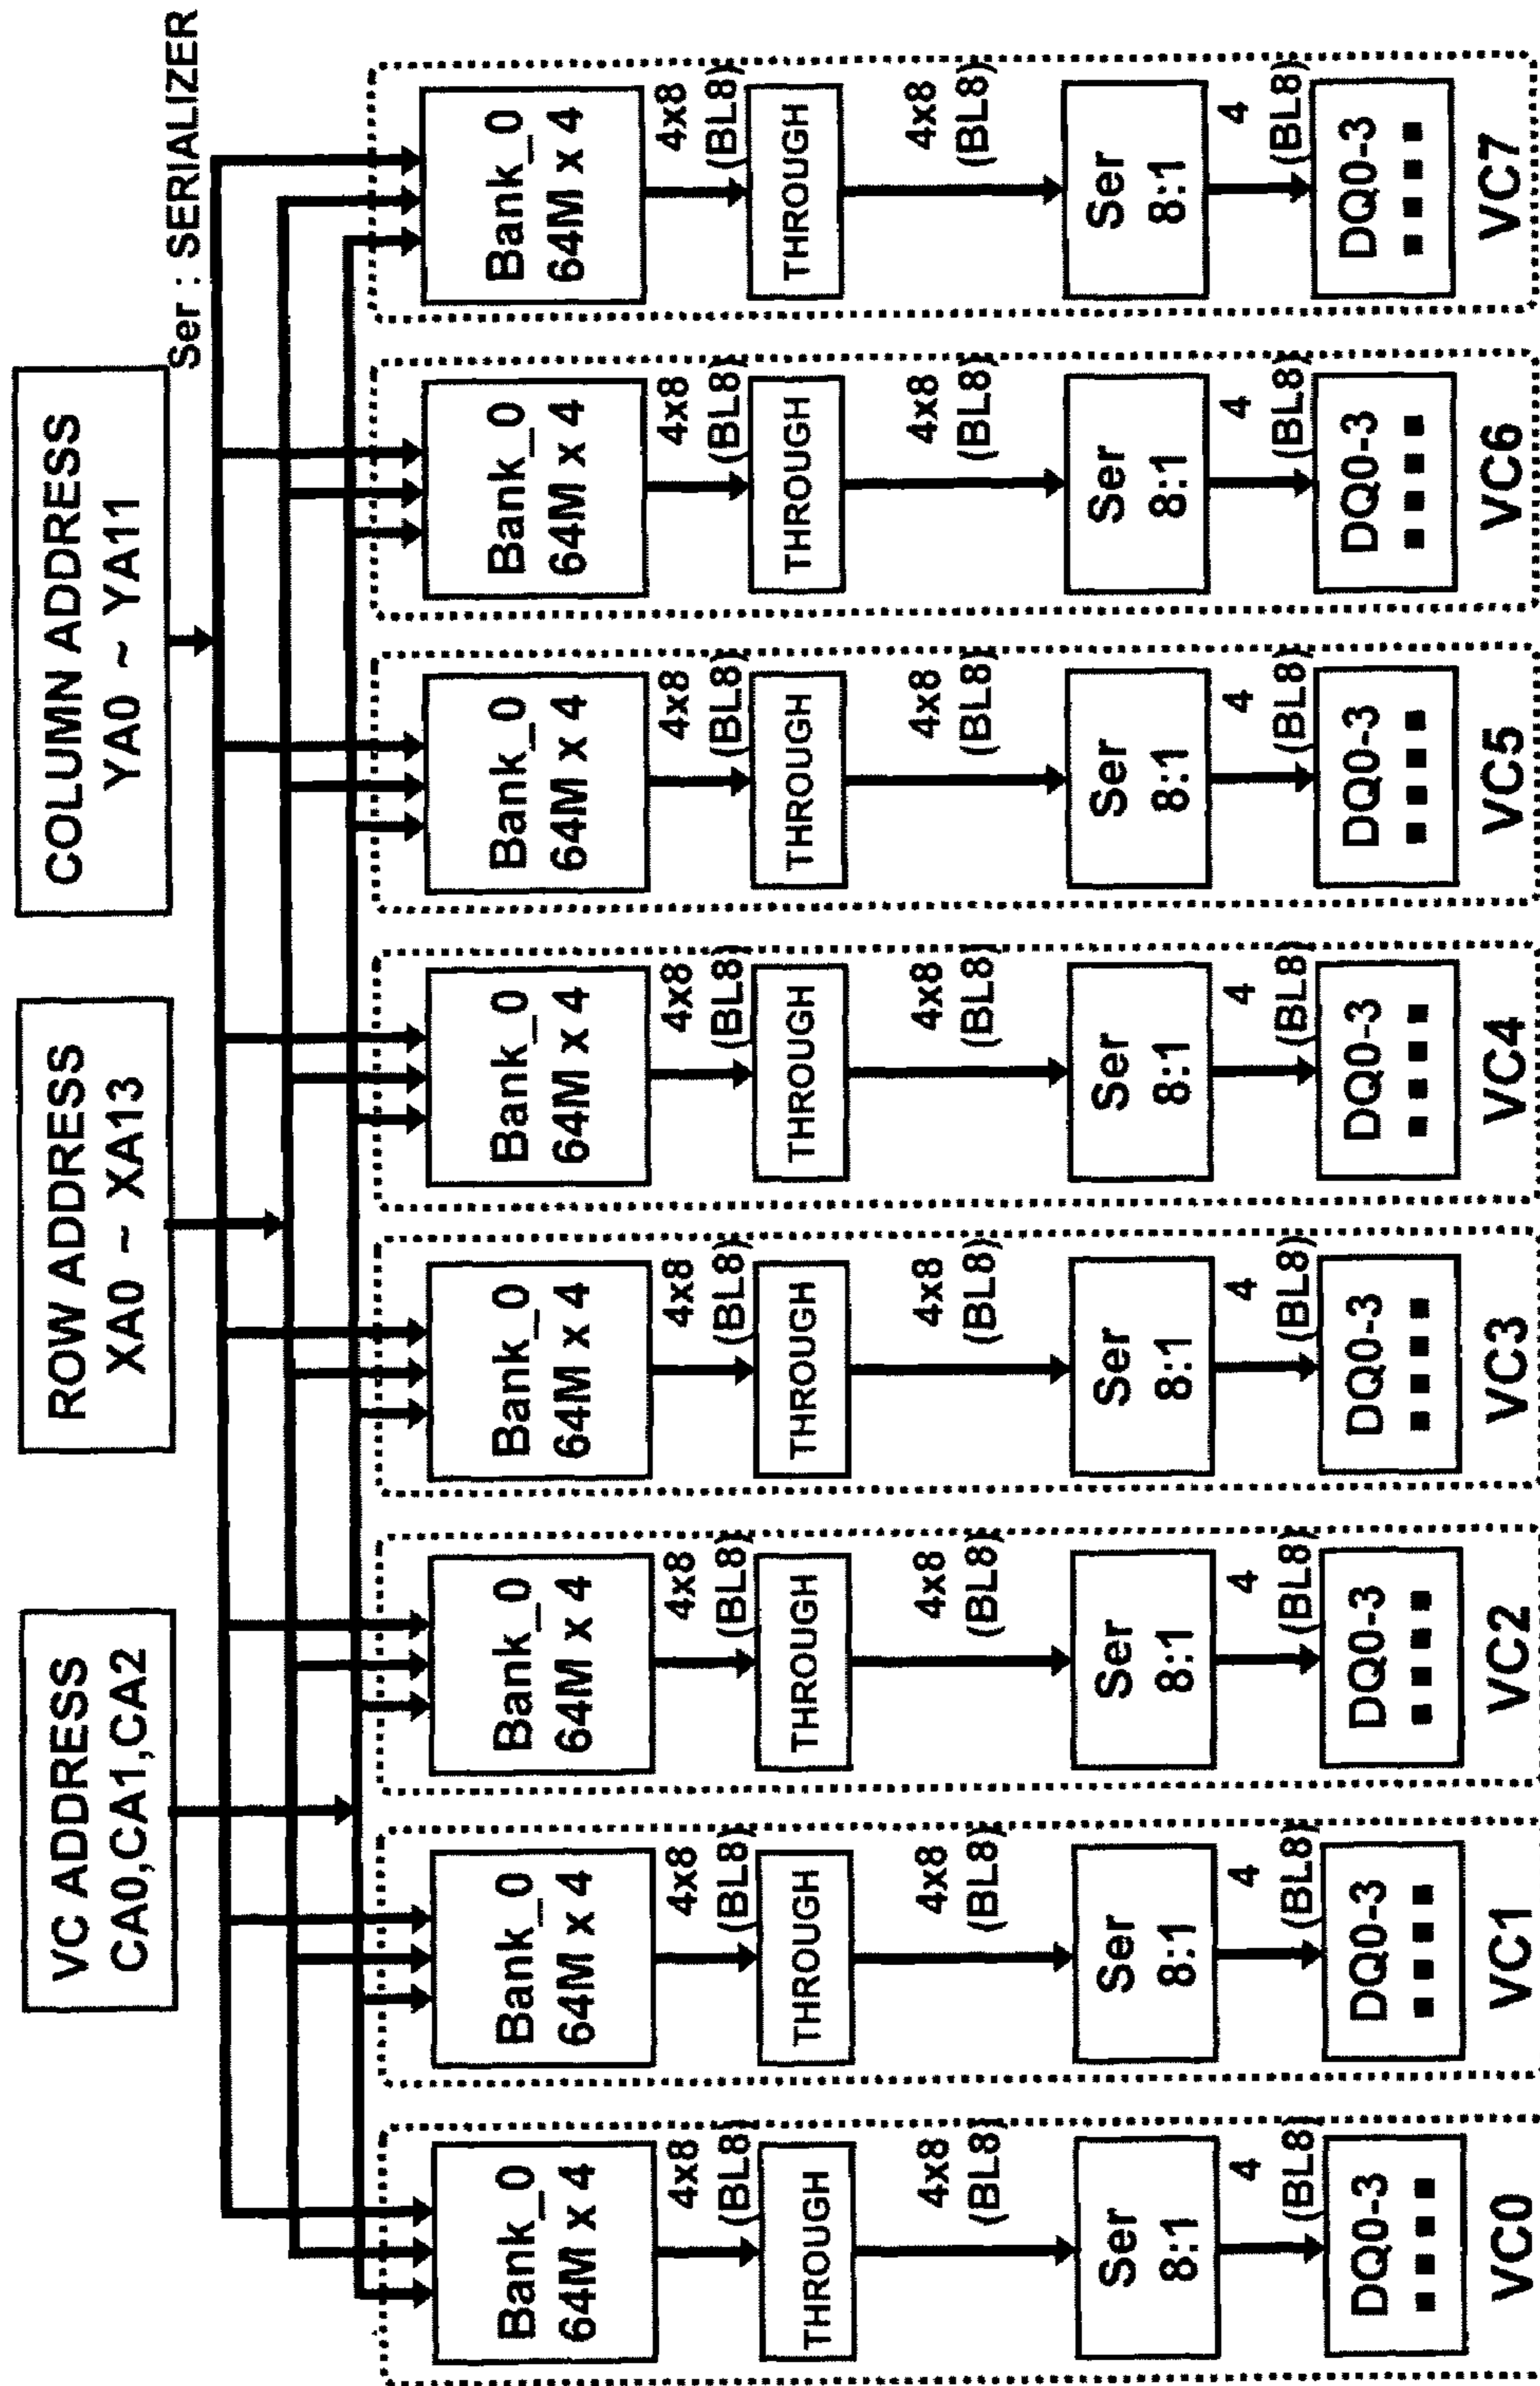 VC ADDRESS
CA0,CA1,CA2
ROW ADDRESS
XA0 ~ XA13
COLUMN ADDRESS
YA0 ~ YA11
Ser : SERIALIZER
Bank_0
64M x 4
4x8
(BL8)
THROUGH
4x8
(BL8)
Ser
8:1
4
(BL8)
DQ0-3
VC0
Bank_0
64M x 4
4x8
(BL8)
THROUGH
4x8
(BL8)
Ser
8:1
4
(BL8)
DQ0-3
VC1
Bank_0
64M x 4
4x8
(BL8)
THROUGH
4x8
(BL8)
Ser
8:1
4
(BL8)
DQ0-3
VC2
Bank_0
64M x 4
4x8
(BL8)
THROUGH
4x8
(BL8)
Ser
8:1
4
(BL8)
DQ0-3
VC3
Bank_0
64M x 4
4x8
(BL8)
THROUGH
4x8
(BL8)
Ser
8:1
4
(BL8)
DQ0-3
VC4
Bank_0
64M x 4
4x8
(BL8)
THROUGH
4x8
(BL8)
Ser
8:1
4
(BL8)
DQ0-3
VC5
Bank_0
64M x 4
4x8
(BL8)
THROUGH
4x8
(BL8)
Ser
8:1
4
(BL8)
DQ0-3
VC6
Bank_0
64M x 4
4x8
(BL8)
THROUGH
4x8
(BL8)
Ser
8:1
4
(BL8)
DQ0-3
VC7